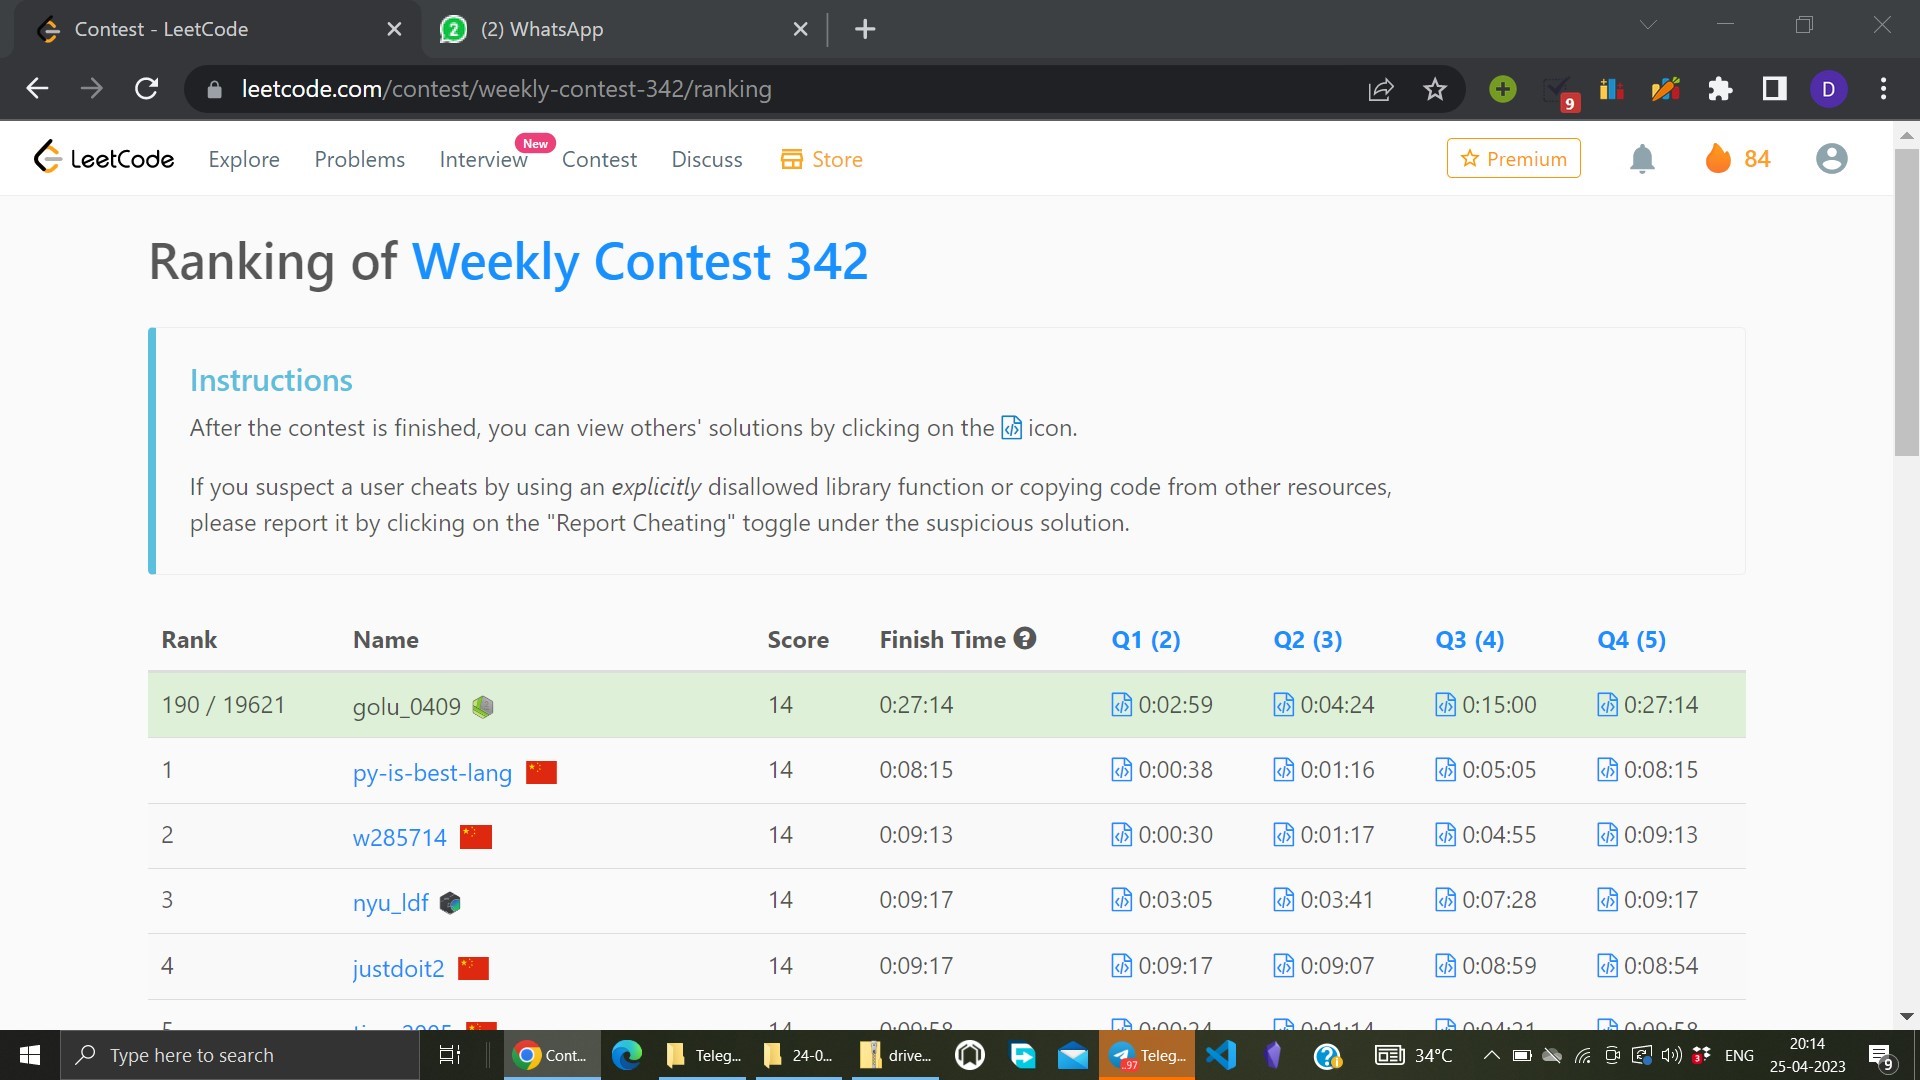 Contest - LeetCode
2 (2) WhatsApp
leetcode.com/contest/weekly-contest-342/ranking
9
D
LeetCode Explore Problems Interview New Contest Discuss Store Premium 84
Ranking of Weekly Contest 342
Instructions
After the contest is finished, you can view others' solutions by clicking on the icon.
If you suspect a user cheats by using an explicitly disallowed library function or copying code from other resources,
please report it by clicking on the "Report Cheating" toggle under the suspicious solution.
Rank Name Score Finish Time Q1 (2) Q2 (3) Q3 (4) Q4 (5)
190 / 19621 golu_0409 14 0:27:14 0:02:59 0:04:24 0:15:00 0:27:14
1 py-is-best-lang 14 0:08:15 0:00:38 0:01:16 0:05:05 0:08:15
2 w285714 14 0:09:13 0:00:30 0:01:17 0:04:55 0:09:13
3 nyu_ldf 14 0:09:17 0:03:05 0:03:41 0:07:28 0:09:17
4 justdoit2 14 0:09:17 0:09:17 0:09:07 0:08:59 0:08:54
Type here to search Cont... Teleg... 24-0... drive... ..97 Teleg... 34°C 3 ENG 20:14
25-04-2023 9